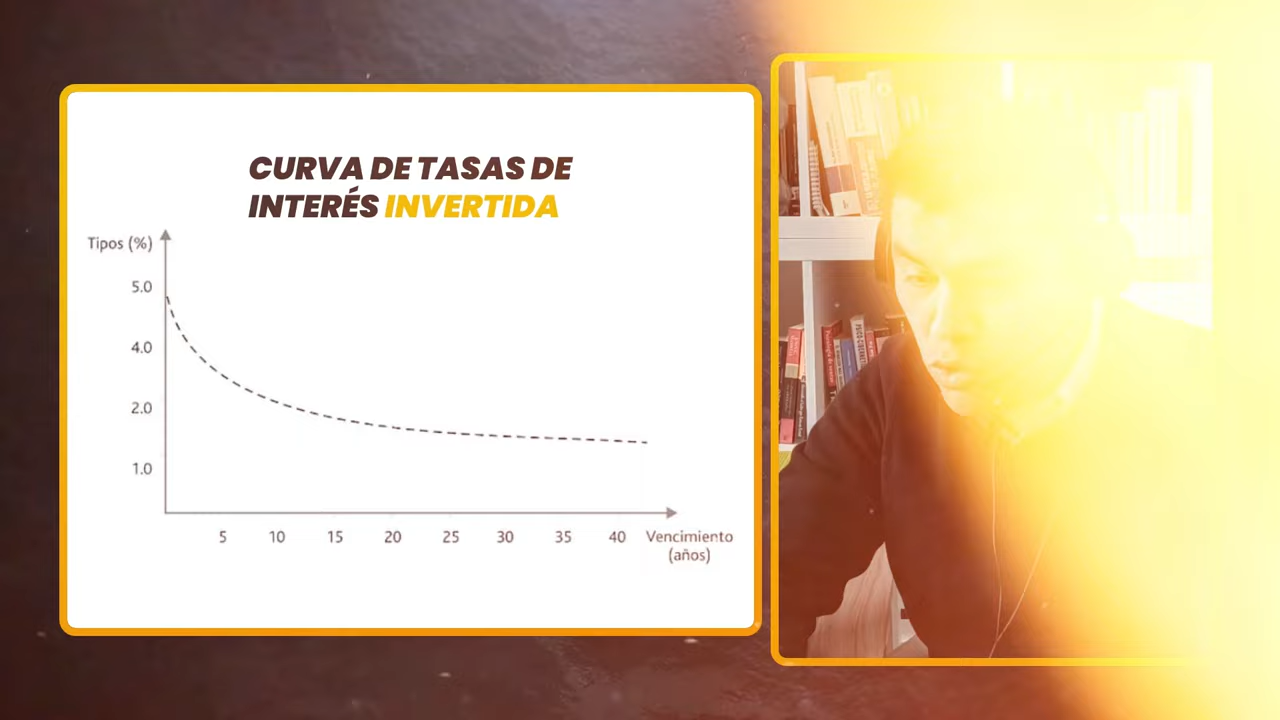 CURVA DE TASAS DE
INTERÉS INVERTIDA
Tipos (%)
5.0
4.0
2.0
1.0
5 10 15 20 25 30 35 40 Vencimiento
(años)